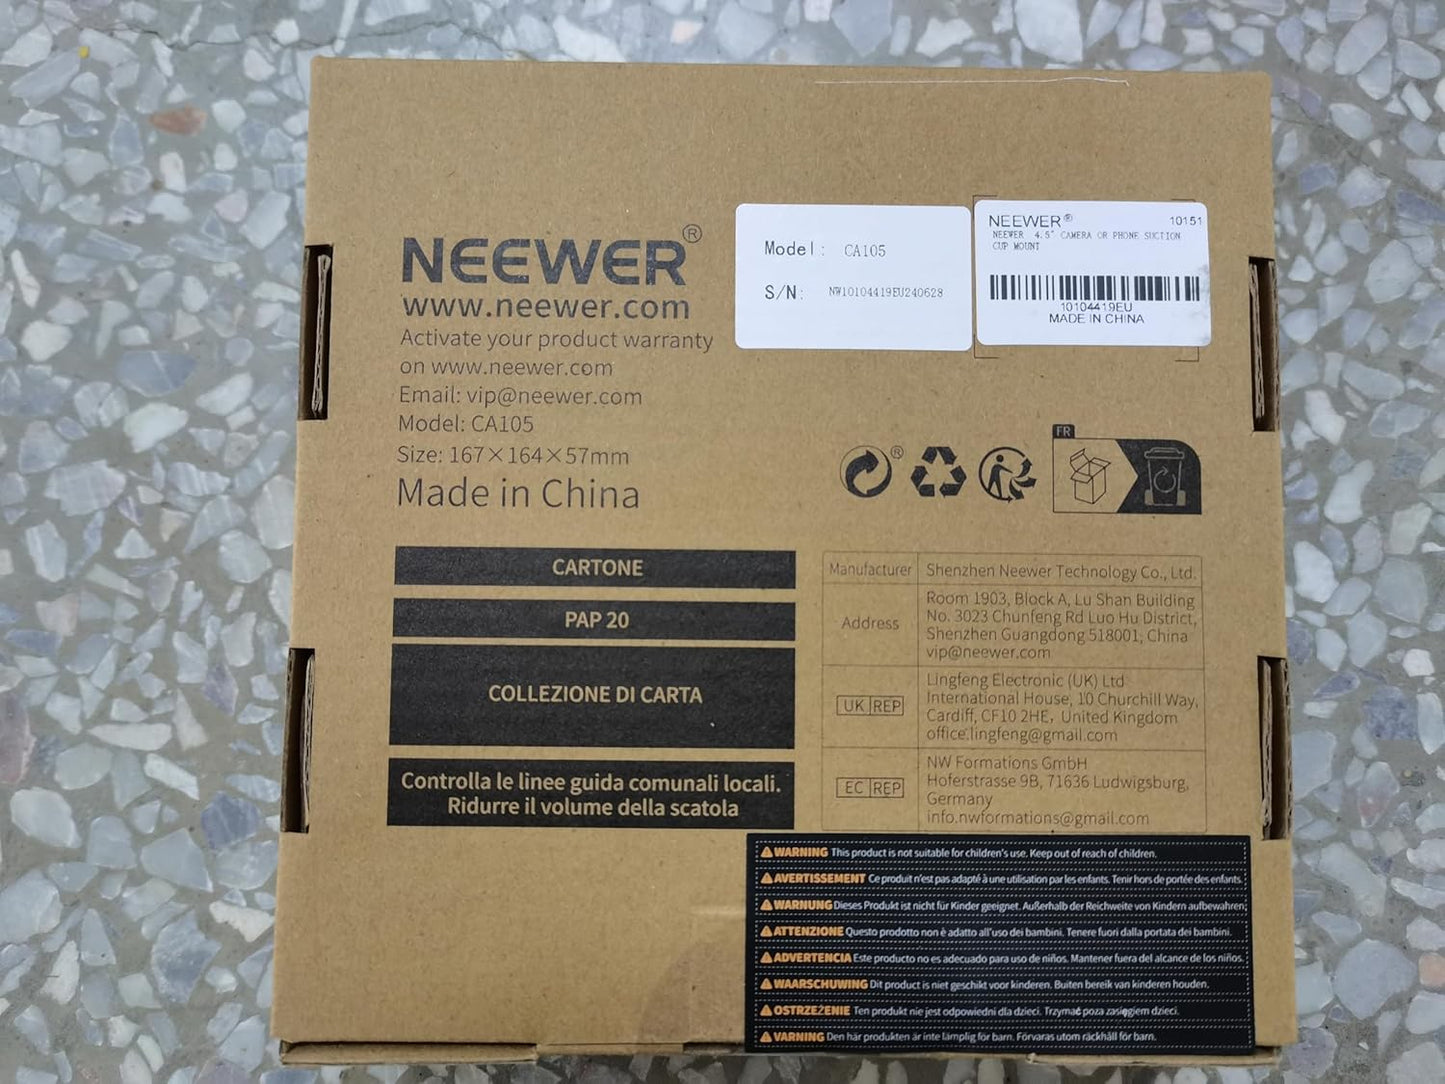 NEEWER®
www.neewer.com
Activate your product warranty
on www.neewer.com
Email: vip@neewer.com
Model: CA105
Size: 167×164×57mm
Made in China
Model: CA105
S/N: NW10104419EU240628
NEEWER® 10151
NEEWER 4.5" CAMERA OR PHONE SUCTION
CUP MOUNT
10104419EU
MADE IN CHINA
®
FR
CARTONE
PAP 20
COLLEZIONE DI CARTA
Controlla le linee guida comunali locali.
Ridurre il volume della scatola
Manufacturer Shenzhen Neewer Technology Co., Ltd.
Address
Room 1903, Block A, Lu Shan Building
No. 3023 Chunfeng Rd Luo Hu District,
Shenzhen Guangdong 518001; China
vip@neewer.com
UK REP
Lingfeng Electronic (UK) Ltd
International House, 10 Churchill Way,
Cardiff, CF10 2HE, United Kingdom
office.lingfeng@gmail.com
EC REP
NW Formations GmbH
Hoferstrasse 9B, 71636 Ludwigsburg,
Germany
info.nwformations@gmail.com
WARNING This product is not suitable for children's use. Keep out of reach of children.
AVERTISSEMENT Ce produit n'est pas adapté à une utilisation par les enfants. Tenir hors de portée des enfants.
WARNUNG Dieses Produkt ist nicht für Kinder geeignet. Außerhalb der Reichweite von Kindern aufbewahren;
ATTENZIONE Questo prodotto non è adatto all'uso dei bambini. Tenere fuori dalla portata dei bambini.
ADVERTENCIA Este producto no es adecuado para uso de niños. Mantener fuera del alcance de los niños.
WAARSCHUWING Dit product is niet geschikt voor kinderen. Buiten bereik van kinderen houden.
OSTRZEŻENIE Ten produkt nie jest odpowiedni dla dzieci. Trzymać poza zasięgiem dzieci.
VARNING Den här produkten är inte lämplig för barn. Förvaras utom räckhåll för barn.